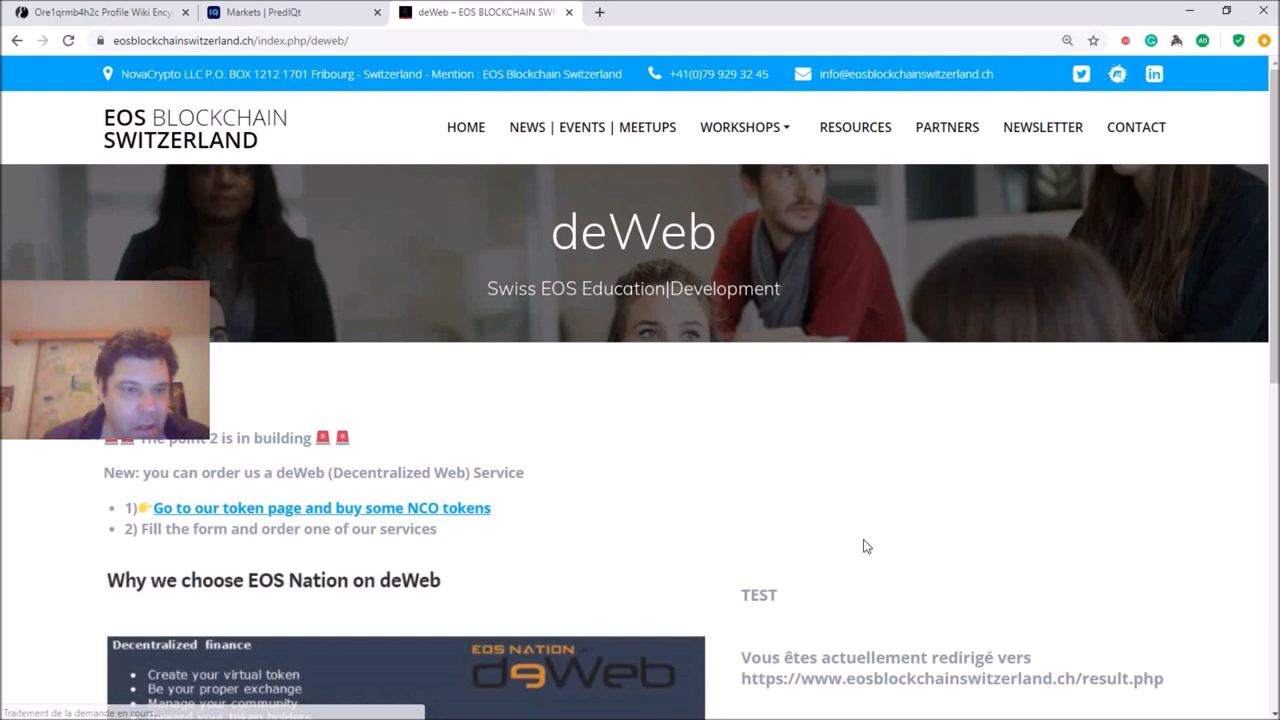 Ore1qrmb4h2c Profile Wiki Ency
Markets | PredIQt
deWeb – EOS BLOCKCHAIN SWI
eosblockchainswitzerland.ch/index.php/deweb/
NovaCrypto LLC P.O. BOX 1212 1701 Fribourg - Switzerland - Mention : EOS Blockchain Switzerland
+41(0)79 929 32 45
info@eosblockchainswitzerland.ch
EOS BLOCKCHAIN
SWITZERLAND
HOME
NEWS | EVENTS | MEETUPS
WORKSHOPS
RESOURCES
PARTNERS
NEWSLETTER
CONTACT
deWeb
Swiss EOS Education|Development
The point 2 is in building
New: you can order us a deWeb (Decentralized Web) Service
1)👉Go to our token page and buy some NCO tokens
2) Fill the form and order one of our services
Why we choose EOS Nation on deWeb
TEST
Decentralized finance
EOS NATION
deWeb
Create your virtual token
Be your proper exchange
Manage your community
Vous êtes actuellement redirigé vers
https://www.eosblockchainswitzerland.ch/result.php
Traitement de la demande en cours...